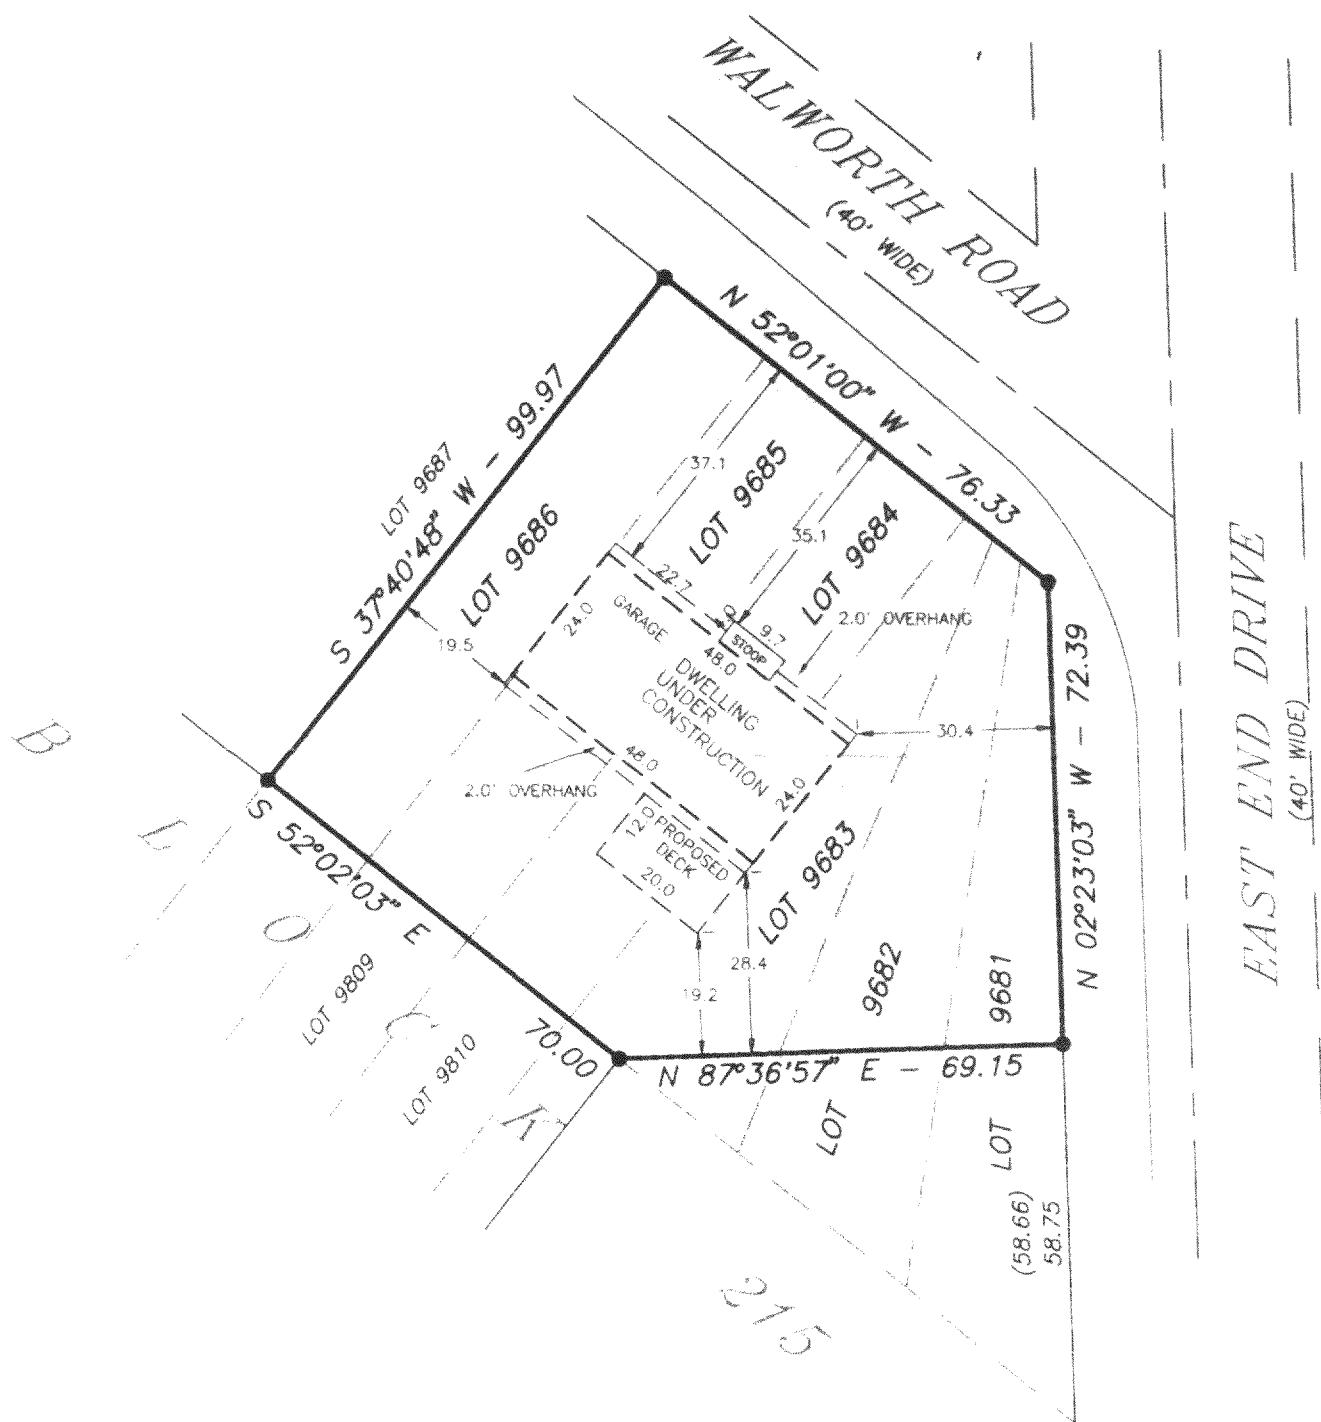 WALWORTH ROAD
(40' WIDE)
N 52°01'00" W - 76.33
S 37°40'48" W - 99.97
LOT 9687
LOT 9686
LOT 9685
LOT 9684
37.1
35.1
22.7
9.7
2.0' OVERHANG
24.0
GARAGE
STOOP
48.0
DWELLING
UNDER
CONSTRUCTION
19.5
30.4
48.0
2.0' OVERHANG
24.0
12.0
PROPOSED
DECK
20.0
LOT 9683
28.4
19.2
9682
9681
N 02°23'03" W - 72.39
EAST END DRIVE
(40' WIDE)
S 52°02'03" E
70.00
N 87°36'57" E - 69.15
LOT
LOT
(58.66)
58.75
LOT 9809
LOT 9810
BLOCK
215